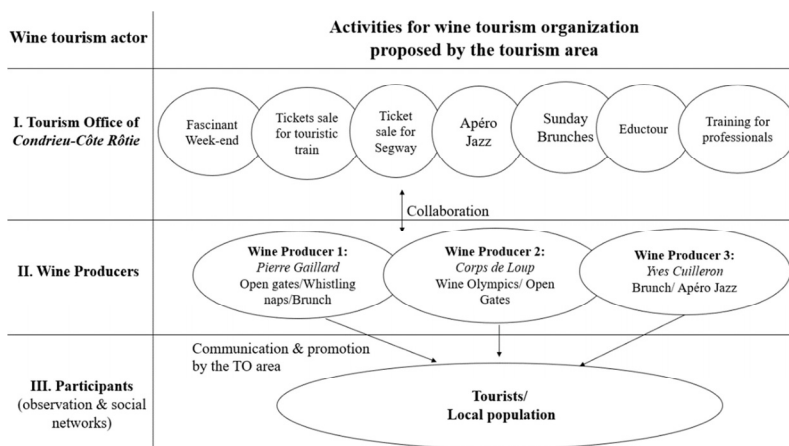 Wine tourism actor
Activities for wine tourism organization
proposed by the tourism area
I. Tourism Office of
Condrieu-Côte Rôtie
Fascinant
Week-end
Tickets sale
for touristic
train
Ticket
sale for
Segway
Apéro
Jazz
Sunday
Brunches
Eductour
Training for
professionals
Collaboration
II. Wine Producers
Wine Producer 1:
Pierre Gaillard
Open gates/Whistling
naps/Brunch
Wine Producer 2:
Corps de Loup
Wine Olympics/ Open
Gates
Wine Producer 3:
Yves Cuilleron
Brunch/ Apéro Jazz
Communication & promotion
by the TO area
III. Participants
(observation & social
networks)
Tourists/
Local population